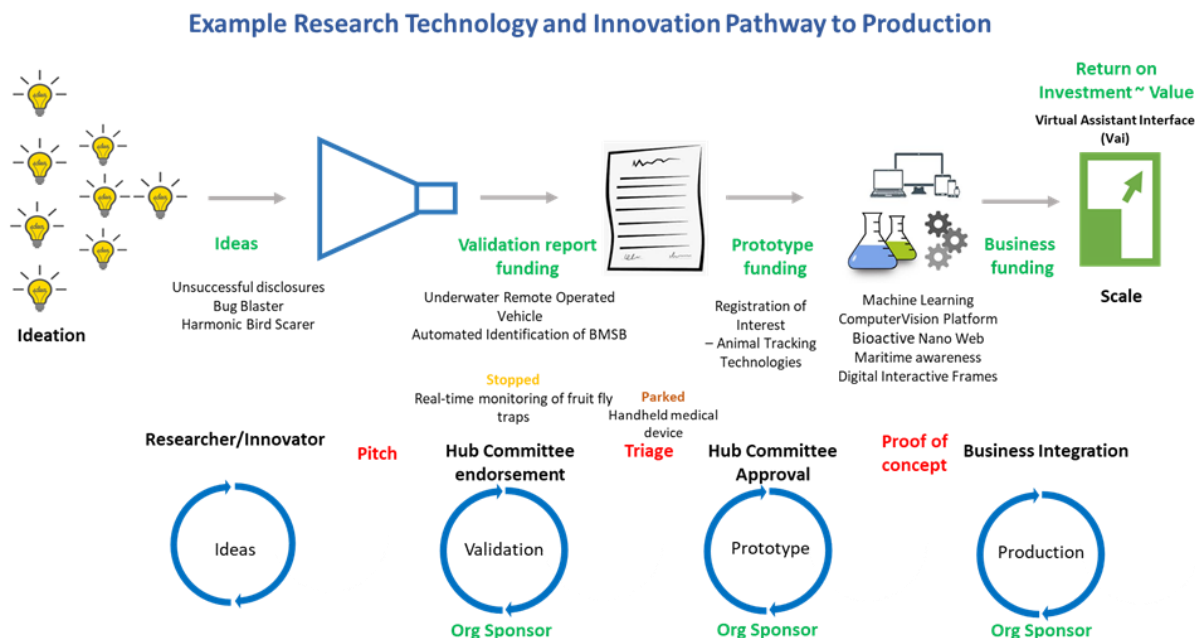 Example Research Technology and Innovation Pathway to Production
Return on
Investment ~ Value
Virtual Assistant Interface
(Vai)
Ideas
Validation report
funding
Prototype
funding
Business
funding
Scale
Ideation
Unsuccessful disclosures
Bug Blaster
Harmonic Bird Scarer
Underwater Remote Operated
Vehicle
Automated Identification of BMSB
Registration of
Interest
– Animal Tracking
Technologies
Machine Learning
ComputerVision Platform
Bioactive Nano Web
Maritime awareness
Digital Interactive Frames
Stopped
Real-time monitoring of fruit fly
traps
Parked
Handheld medical
device
Researcher/Innovator
Pitch
Hub Committee
endorsement
Triage
Hub Committee
Approval
Proof of
concept
Business Integration
Ideas
Validation
Prototype
Production
Org Sponsor
Org Sponsor
Org Sponsor